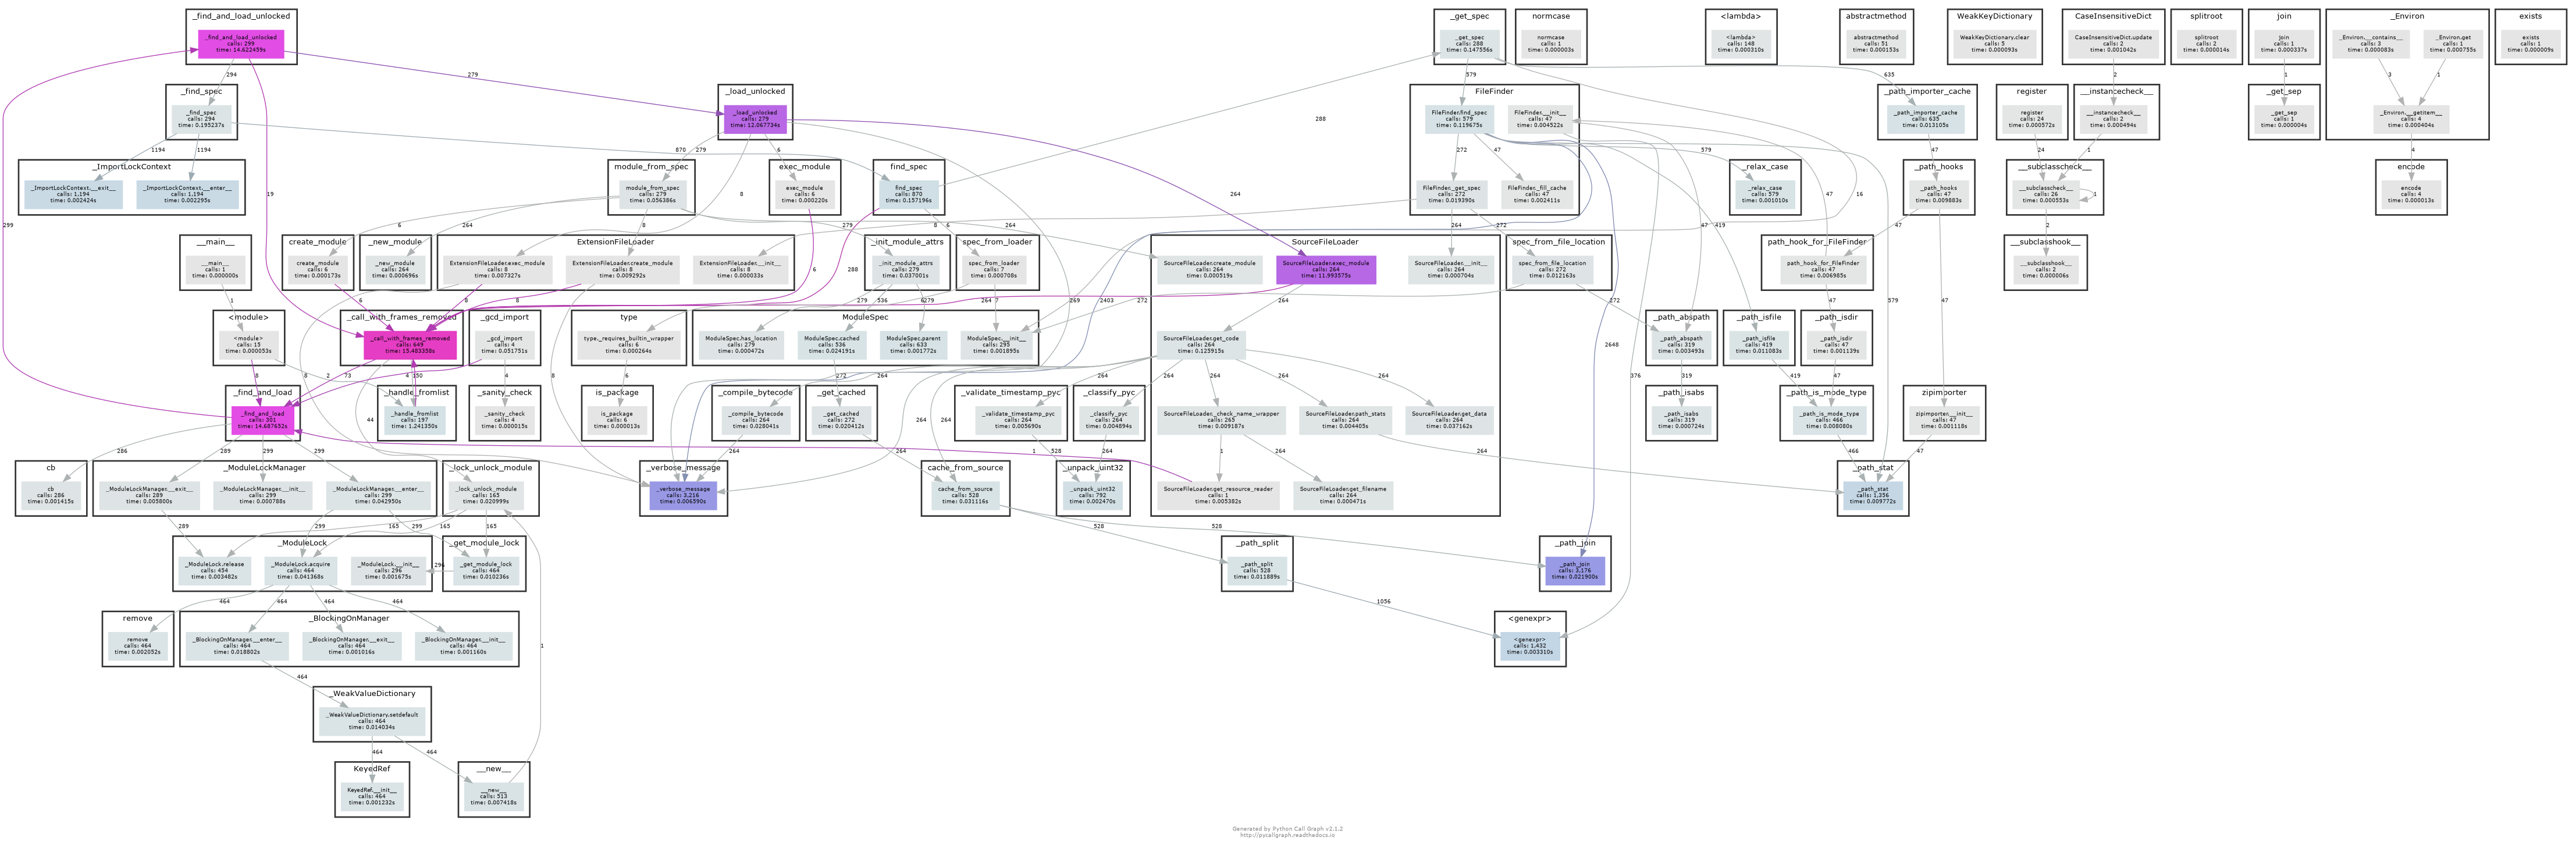 _find_and_load_unlocked
_find_and_load_unlocked
calls: 299
time: 14.622459s
_get_spec
_get_spec
calls: 288
time: 0.147556s
normcase
normcase
calls: 1
time: 0.000003s
<lambda>
<lambda>
calls: 148
time: 0.000310s
abstractmethod
abstractmethod
calls: 51
time: 0.000153s
WeakKeyDictionary
WeakKeyDictionary.clear
calls: 5
time: 0.000093s
CaseInsensitiveDict
CaseInsensitiveDict.update
calls: 2
time: 0.001042s
splitroot
splitroot
calls: 2
time: 0.000014s
join
join
calls: 1
time: 0.000337s
_Environ
_Environ.__contains__
calls: 3
time: 0.000083s
_Environ.get
calls: 1
time: 0.000755s
_Environ.__getitem__
calls: 4
time: 0.000404s
exists
exists
calls: 1
time: 0.000009s
294
279
19
579
635
16
2
1
3
1
_find_spec
_find_spec
calls: 294
time: 0.195237s
_load_unlocked
_load_unlocked
calls: 279
time: 12.067734s
FileFinder
FileFinder.find_spec
calls: 579
time: 0.119675s
FileFinder.__init__
calls: 47
time: 0.004522s
FileFinder._get_spec
calls: 272
time: 0.019390s
FileFinder._fill_cache
calls: 47
time: 0.002411s
_path_importer_cache
_path_importer_cache
calls: 635
time: 0.013105s
register
register
calls: 24
time: 0.000572s
__instancecheck__
__instancecheck__
calls: 2
time: 0.000494s
_get_sep
_get_sep
calls: 1
time: 0.000004s
288
1194
1194
870
279
6
8
264
269
272
47
579
47
24
1
4
_ImportLockContext
_ImportLockContext.__exit__
calls: 1,194
time: 0.002424s
_ImportLockContext.__enter__
calls: 1,194
time: 0.002295s
module_from_spec
module_from_spec
calls: 279
time: 0.056386s
exec_module
exec_module
calls: 6
time: 0.000220s
find_spec
find_spec
calls: 870
time: 0.157196s
_relax_case
_relax_case
calls: 579
time: 0.001010s
_path_hooks
_path_hooks
calls: 47
time: 0.009883s
__subclasscheck__
__subclasscheck__
calls: 26
time: 0.000553s
1
encode
encode
calls: 4
time: 0.000013s
299
6
264
8
279
264
6
288
6
8
264
272
47
419
47
579
47
47
2
__main__
__main__
calls: 1
time: 0.000000s
create_module
create_module
calls: 6
time: 0.000173s
_new_module
_new_module
calls: 264
time: 0.000696s
ExtensionFileLoader
ExtensionFileLoader.exec_module
calls: 8
time: 0.007327s
ExtensionFileLoader.create_module
calls: 8
time: 0.009292s
ExtensionFileLoader.__init__
calls: 8
time: 0.000033s
_init_module_attrs
_init_module_attrs
calls: 279
time: 0.037001s
spec_from_loader
spec_from_loader
calls: 7
time: 0.000708s
SourceFileLoader
SourceFileLoader.create_module
calls: 264
time: 0.000519s
SourceFileLoader.exec_module
calls: 264
time: 11.993575s
SourceFileLoader.__init__
calls: 264
time: 0.000704s
spec_from_file_location
spec_from_file_location
calls: 272
time: 0.012163s
path_hook_for_FileFinder
path_hook_for_FileFinder
calls: 47
time: 0.006985s
__subclasshook__
__subclasshook__
calls: 2
time: 0.000006s
1
6
8
8
279
536
279
6
7
2403
264
264
272
272
2648
376
47
<module>
<module>
calls: 15
time: 0.000053s
_call_with_frames_removed
_call_with_frames_removed
calls: 649
time: 15.483358s
_gcd_import
_gcd_import
calls: 4
time: 0.051751s
type
type._requires_builtin_wrapper
calls: 6
time: 0.000264s
ModuleSpec
ModuleSpec.has_location
calls: 279
time: 0.000472s
ModuleSpec.cached
calls: 536
time: 0.024191s
ModuleSpec.parent
calls: 633
time: 0.001772s
ModuleSpec.__init__
calls: 295
time: 0.001895s
SourceFileLoader.get_code
calls: 264
time: 0.125915s
_path_abspath
_path_abspath
calls: 319
time: 0.003493s
_path_isfile
_path_isfile
calls: 419
time: 0.011083s
_path_isdir
_path_isdir
calls: 47
time: 0.001139s
8
2
73
4
150
4
6
8
8
272
264
264
264
264
264
264
264
319
419
47
_find_and_load
_find_and_load
calls: 301
time: 14.687652s
_handle_fromlist
_handle_fromlist
calls: 197
time: 1.241350s
_sanity_check
_sanity_check
calls: 4
time: 0.000015s
is_package
is_package
calls: 6
time: 0.000013s
_compile_bytecode
_compile_bytecode
calls: 264
time: 0.028041s
_get_cached
_get_cached
calls: 272
time: 0.020412s
_validate_timestamp_pyc
_validate_timestamp_pyc
calls: 264
time: 0.005690s
_classify_pyc
_classify_pyc
calls: 264
time: 0.004894s
SourceFileLoader._check_name_wrapper
calls: 265
time: 0.009187s
SourceFileLoader.path_stats
calls: 264
time: 0.004405s
SourceFileLoader.get_data
calls: 264
time: 0.037162s
_path_isabs
_path_isabs
calls: 319
time: 0.000724s
_path_is_mode_type
_path_is_mode_type
calls: 466
time: 0.008080s
zipimporter
zipimporter.__init__
calls: 47
time: 0.001118s
286
289
299
299
44
1
264
264
264
528
264
1
264
264
466
47
cb
cb
calls: 286
time: 0.001415s
_ModuleLockManager
_ModuleLockManager.__exit__
calls: 289
time: 0.005800s
_ModuleLockManager.__init__
calls: 299
time: 0.000788s
_ModuleLockManager.__enter__
calls: 299
time: 0.042950s
_lock_unlock_module
_lock_unlock_module
calls: 165
time: 0.020999s
_verbose_message
_verbose_message
calls: 3,216
time: 0.006590s
cache_from_source
cache_from_source
calls: 528
time: 0.031116s
_unpack_uint32
_unpack_uint32
calls: 792
time: 0.002470s
SourceFileLoader.get_resource_reader
calls: 1
time: 0.005382s
SourceFileLoader.get_filename
calls: 264
time: 0.000471s
_path_stat
_path_stat
calls: 1,356
time: 0.009772s
289
299
165
299
165
165
528
528
_ModuleLock
_ModuleLock.release
calls: 454
time: 0.003482s
_ModuleLock.acquire
calls: 464
time: 0.041368s
_ModuleLock.__init__
calls: 296
time: 0.001675s
296
_get_module_lock
_get_module_lock
calls: 464
time: 0.010236s
_path_split
_path_split
calls: 528
time: 0.011889s
_path_join
_path_join
calls: 3,176
time: 0.021900s
464
464
464
464
1056
remove
remove
calls: 464
time: 0.002052s
_BlockingOnManager
_BlockingOnManager.__enter__
calls: 464
time: 0.018802s
_BlockingOnManager.__exit__
calls: 464
time: 0.001016s
_BlockingOnManager.__init__
calls: 464
time: 0.001160s
1
<genexpr>
<genexpr>
calls: 1,432
time: 0.003310s
464
_WeakValueDictionary
_WeakValueDictionary.setdefault
calls: 464
time: 0.014034s
464
464
KeyedRef
KeyedRef.__init__
calls: 464
time: 0.001232s
__new__
__new__
calls: 513
time: 0.007418s
Generated by Python Call Graph v2.1.2
http://pycallgraph.readthedocs.io